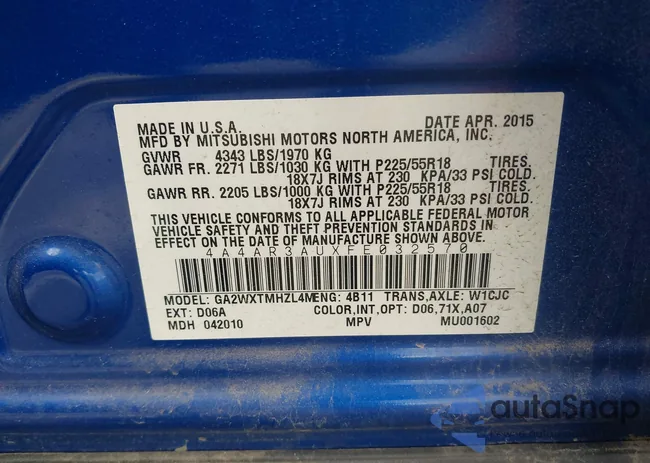 MADE IN U.S.A. DATE APR. 2015
MFD BY MITSUBISHI MOTORS NORTH AMERICA, INC.
GVWR 4343 LBS/1970 KG
GAWR FR. 2271 LBS/1030 KG WITH P225/55R18 TIRES.
18X7J RIMS AT 230 KPA/33 PSI COLD.
GAWR RR. 2205 LBS/1000 KG WITH P225/55R18 TIRES.
18X7J RIMS AT 230 KPA/33 PSI COLD.
THIS VEHICLE CONFORMS TO ALL APPLICABLE FEDERAL MOTOR
VEHICLE SAFETY AND THEFT PREVENTION STANDARDS IN
EFFECT ON THE DATE OF MANUFACTURE SHOWN ABOVE.
4A4AR3AUXFE032570
MODEL: GA2WXTMHZL4MENG: 4B11 TRANS,AXLE: W1CJC
EXT: D06A COLOR,INT,OPT: D06,71X,A07
MDH 042010 MPV MU001602
autoSnap